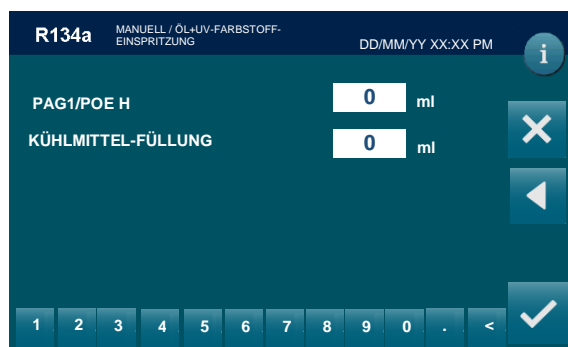 R134a
MANUELL / ÖL+UV-FARBSTOFF-
EINSPRITZUNG
DD/MM/YY XX:XX PM
i
PAG1/POE H 0 ml
KÜHLMITTEL-FÜLLUNG 0 ml
1 2 3 4 5 6 7 8 9 0 . <